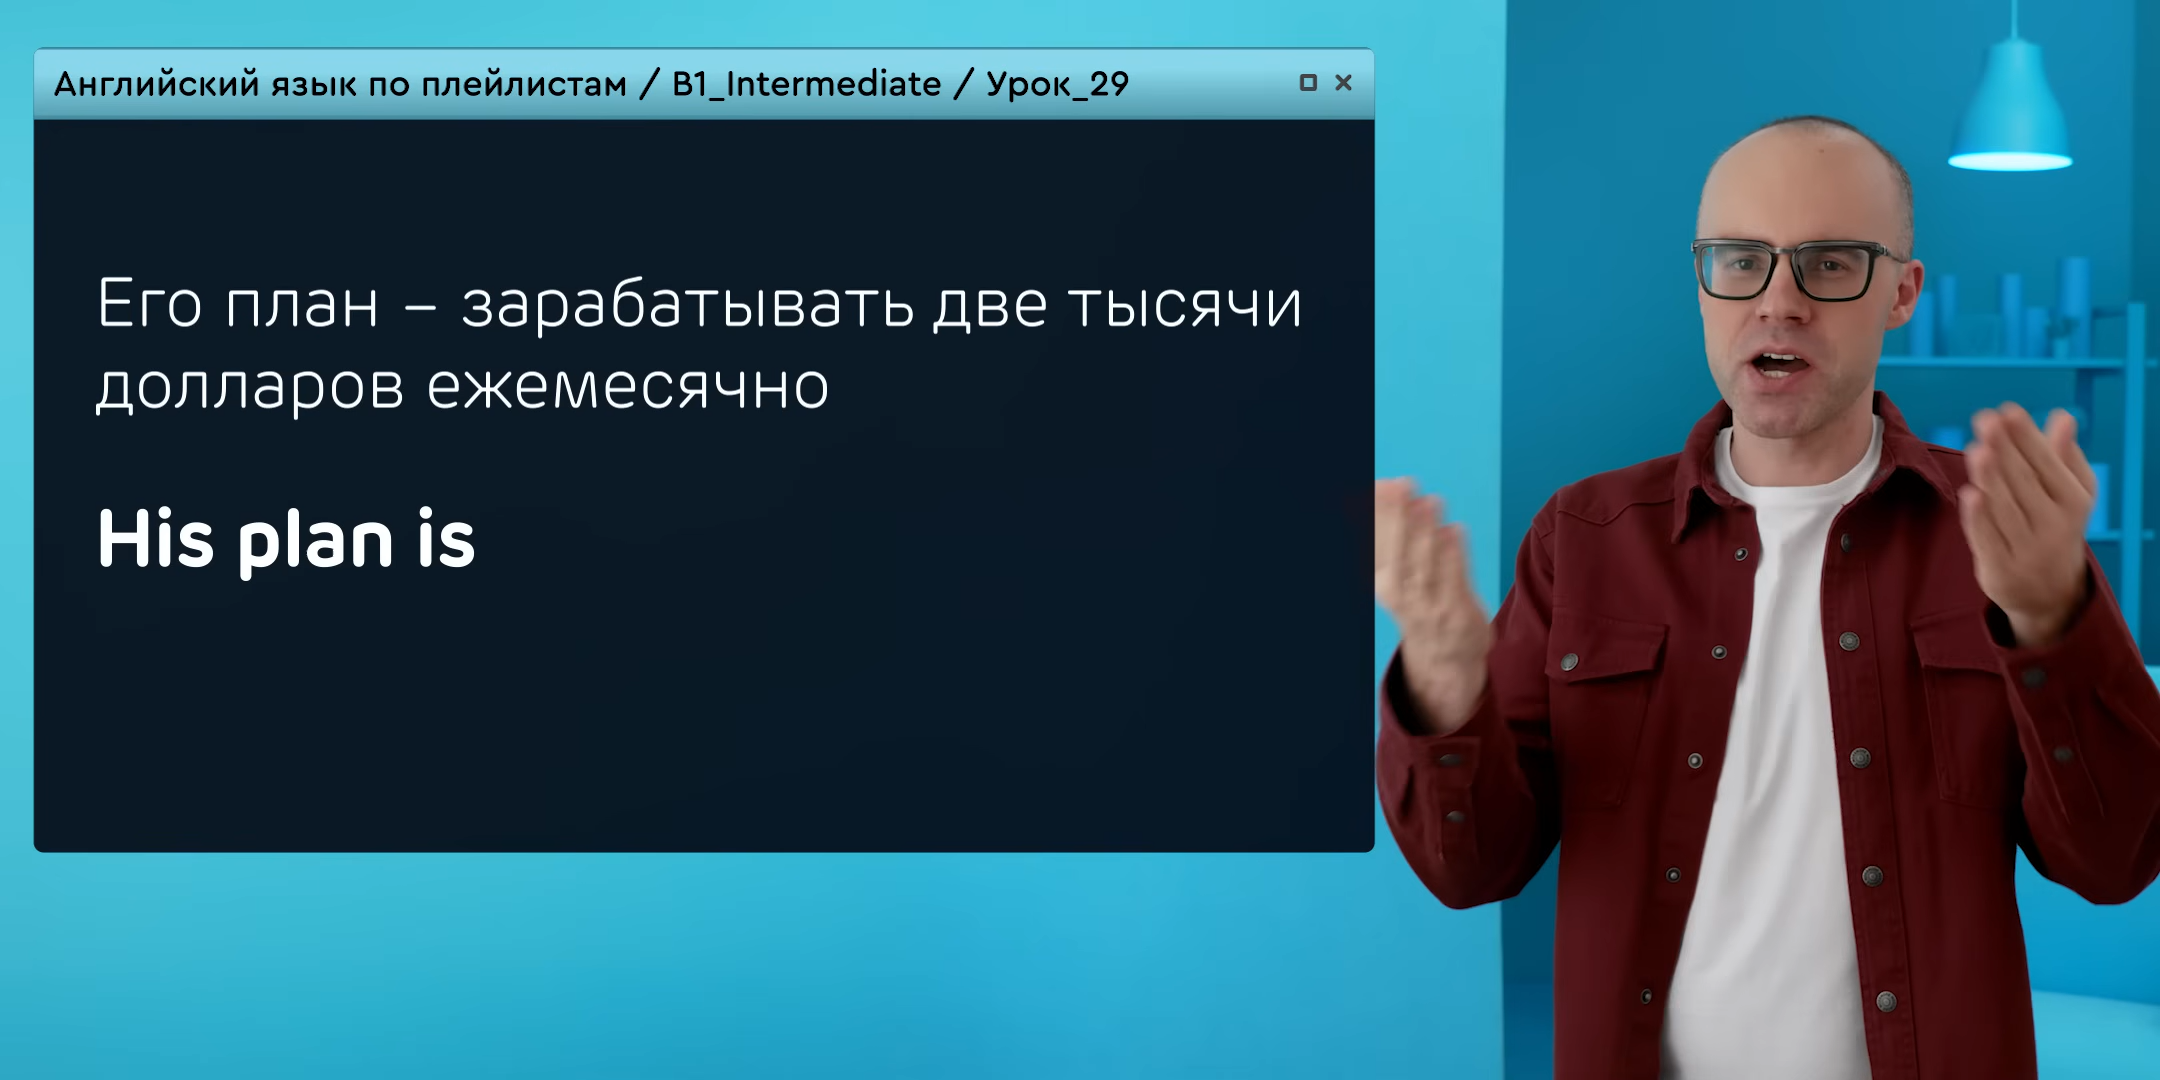 Английский язык по плейлистам / B1_Intermediate / Урок_29
Его план – зарабатывать две тысячи
долларов ежемесячно
His plan is